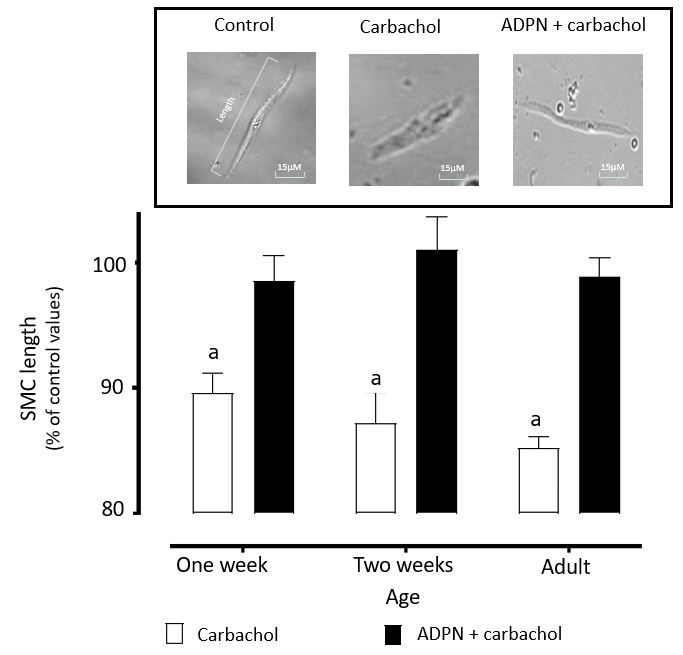 Control
Carbachol
ADPN + carbachol
Length
15µM
15µM
15µM
100
90
80
SMC length
(% of control values)
a
a
a
One week
Two weeks
Adult
Age
Carbachol
ADPN + carbachol